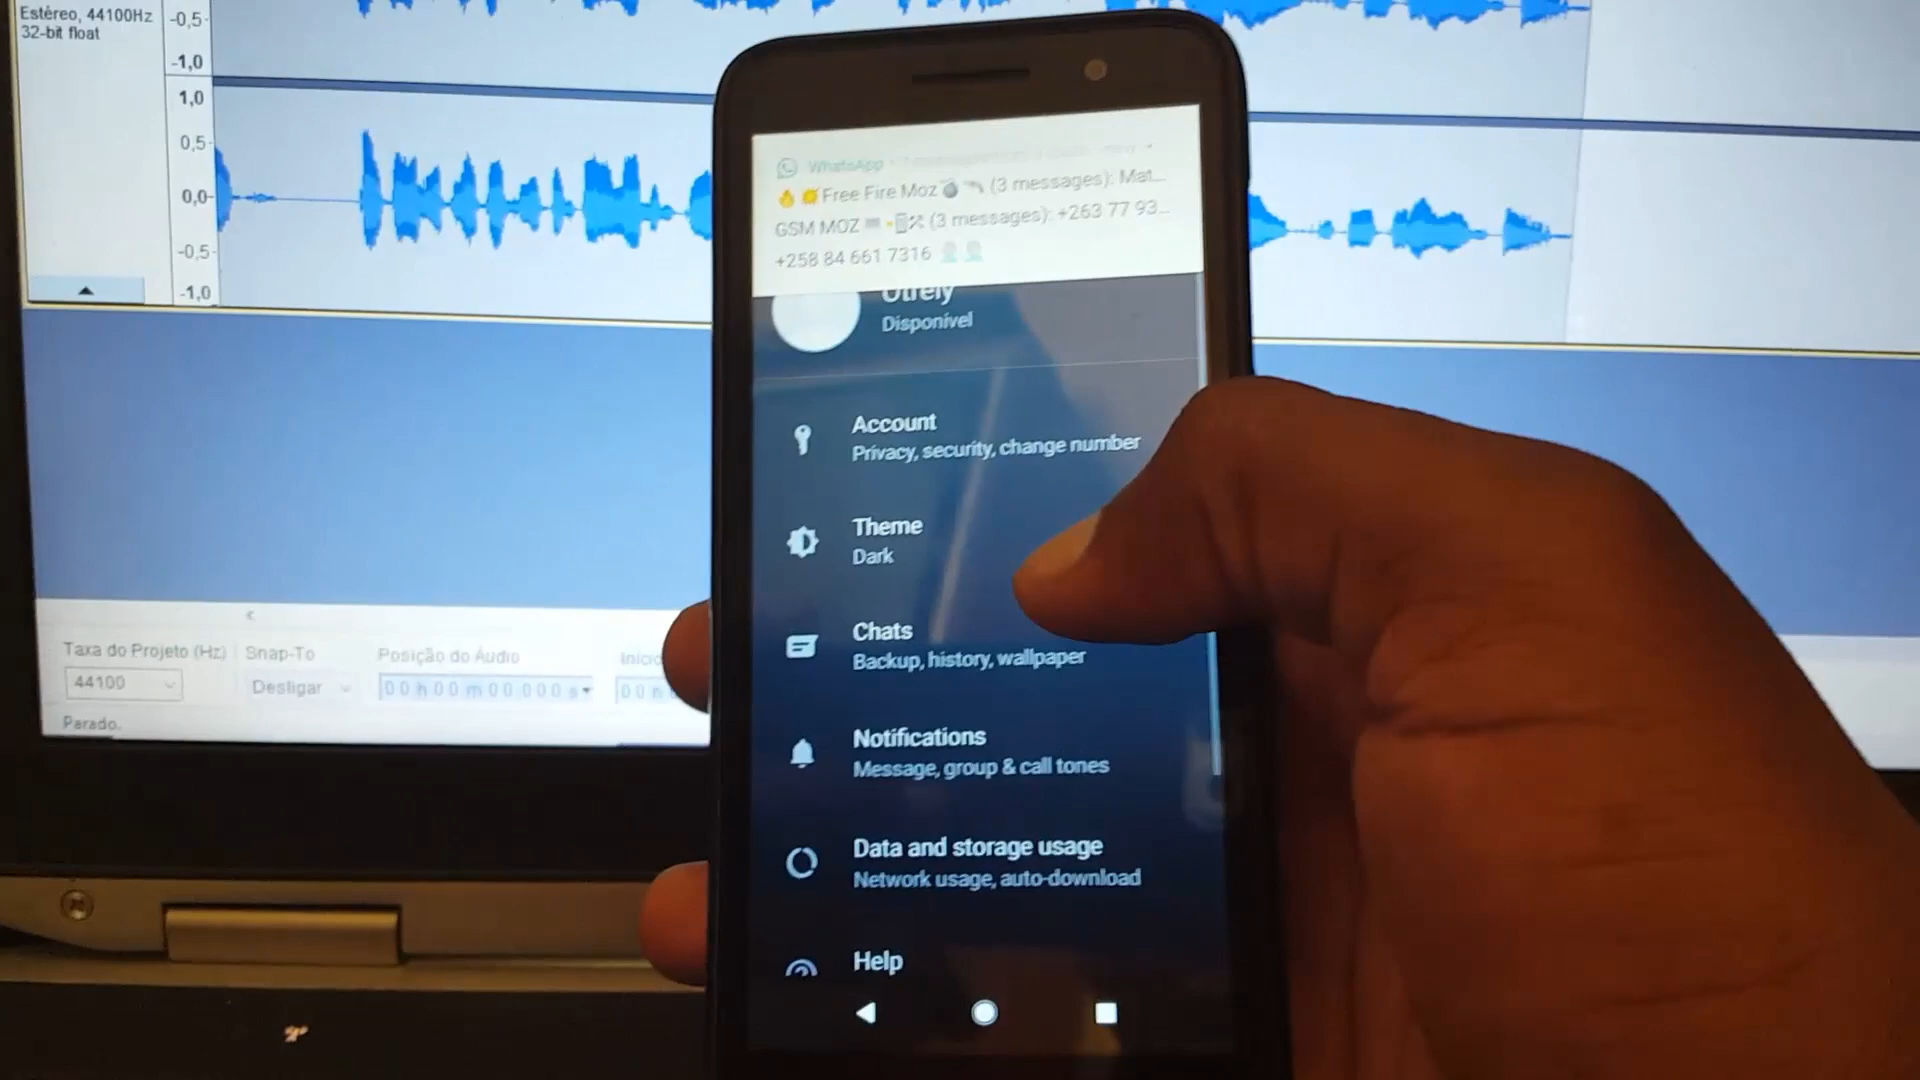 Estéreo, 44100Hz
32-bit float
-0,5
-1,0
1,0
0,5
0,0
-0,5
-1,0
Taxa do Projeto (Hz)
44100
Snap-To
Desligar
Posição do Áudio
00 h 00 m 00.000 s
Início
Parado.
WhatsApp
🔥💥Free Fire Moz💣🔫 (3 messages): Mat...
GSM MOZ (3 messages): +263 77 93...
+258 84 661 7316 👤👤
Disponível
Account
Privacy, security, change number
Theme
Dark
Chats
Backup, history, wallpaper
Notifications
Message, group & call tones
Data and storage usage
Network usage, auto-download
Help